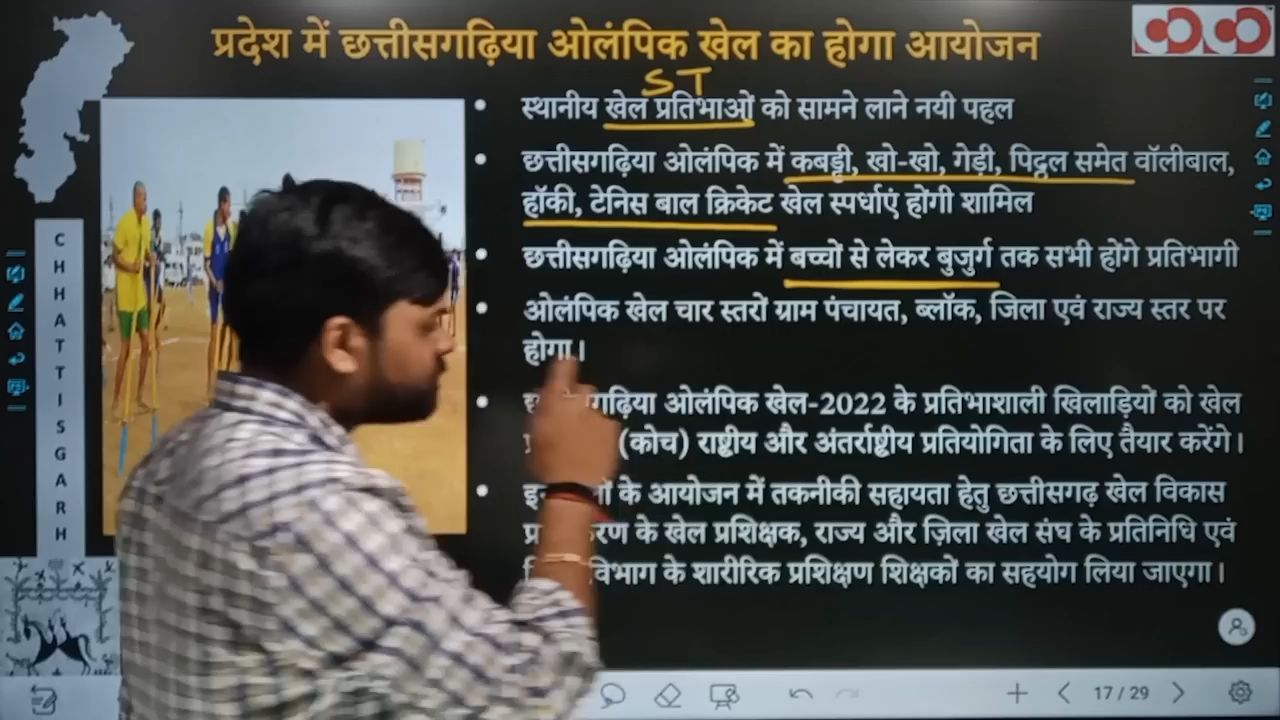 प्रदेश में छत्तीसगढ़िया ओलंपिक खेल का होगा आयोजन
ST
• स्थानीय खेल प्रतिभाओं को सामने लाने नयी पहल
• छत्तीसगढ़िया ओलंपिक में कबड्डी, खो-खो, गेड़ी, पिट्ठुल समेत वॉलीबाल,
हॉकी, टेनिस बाल क्रिकेट खेल स्पर्धाएं होंगी शामिल
• छत्तीसगढ़िया ओलंपिक में बच्चों से लेकर बुजुर्ग तक सभी होंगे प्रतिभागी
• ओलंपिक खेल चार स्तरों ग्राम पंचायत, ब्लॉक, जिला एवं राज्य स्तर पर
होगा।
• ओलंपिक खेल-2022 के प्रतिभाशाली खिलाड़ियों को खेल
(कोच) राष्ट्रीय और अंतर्राष्ट्रीय प्रतियोगिता के लिए तैयार करेंगे।
• के आयोजन में तकनीकी सहायता हेतु छत्तीसगढ़ खेल विकास
के खेल प्रशिक्षक, राज्य और ज़िला खेल संघ के प्रतिनिधि एवं
विभाग के शारीरिक प्रशिक्षण शिक्षकों का सहयोग लिया जाएगा।
CHHATTISGARH
17/29